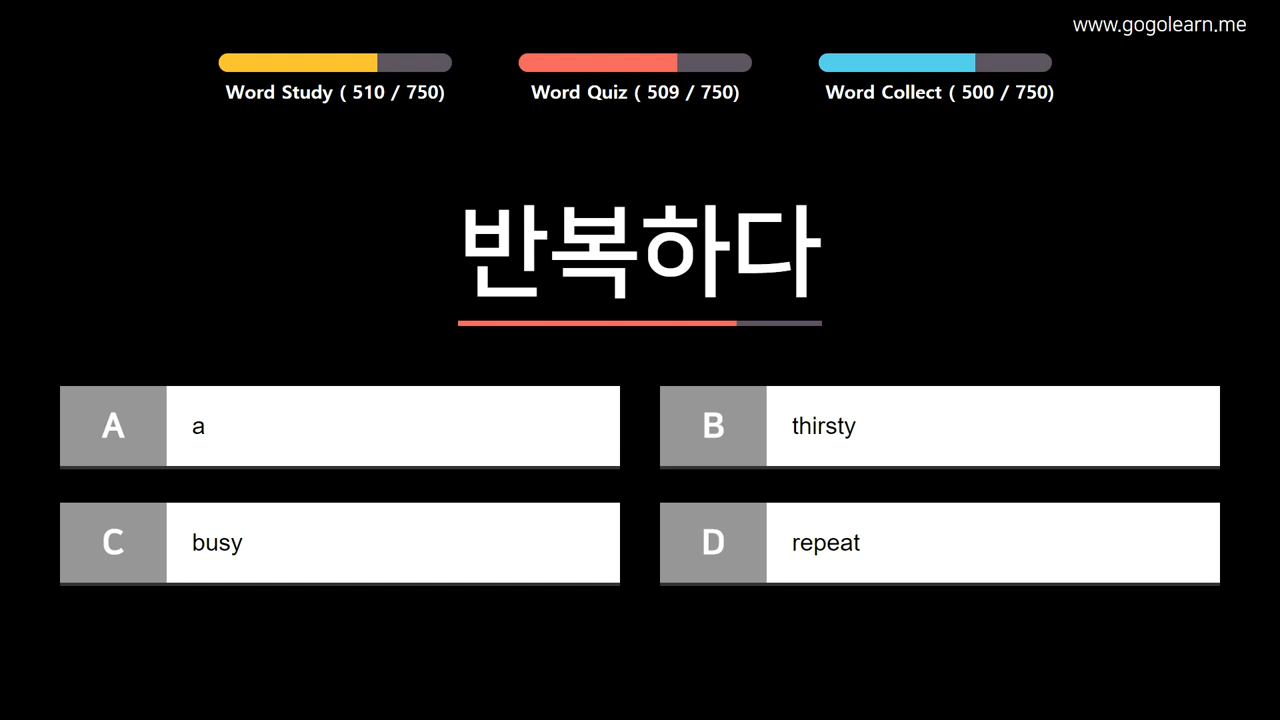 www.gogolearn.me
Word Study ( 510 / 750)
Word Quiz ( 509 / 750)
Word Collect ( 500 / 750)
반복하다
A a
B thirsty
C busy
D repeat